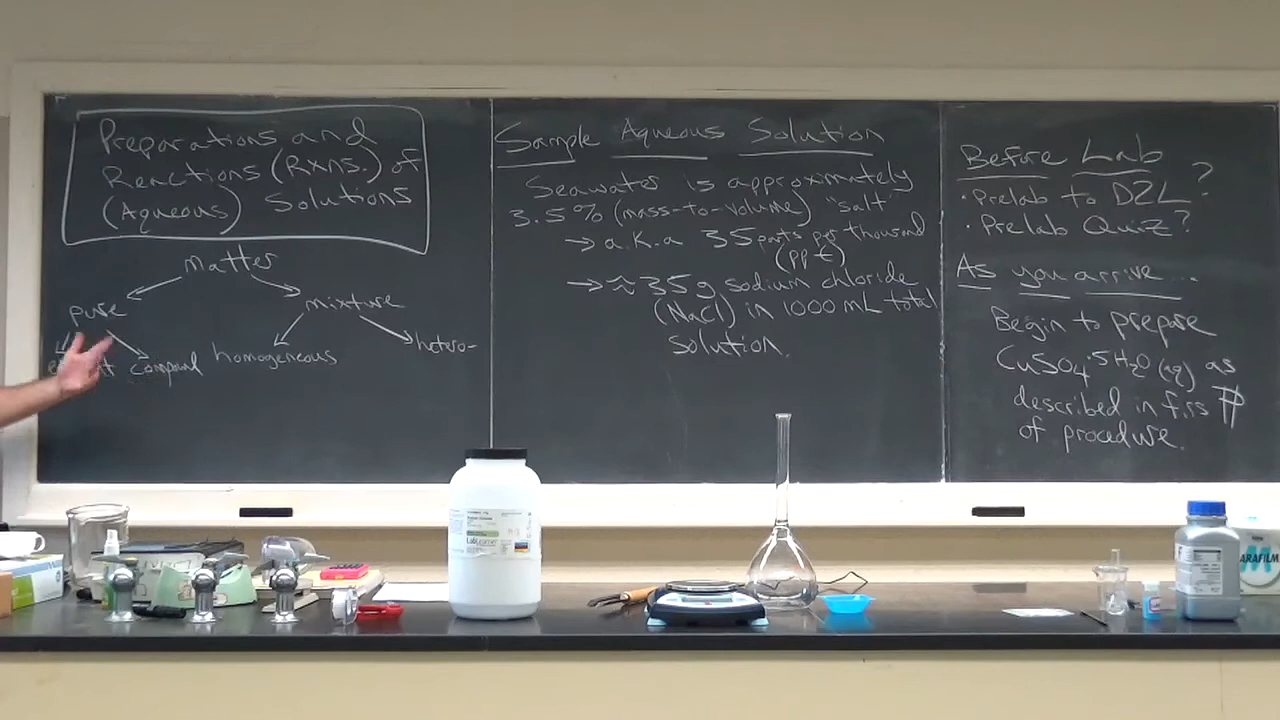 Preparations and
Reactions (Rxns.) of
(Aqueous) Solutions
Matter
pure
mixture
compound
homogeneous
hetero-
Sample Aqueous Solution
Seawater is approximately
3.5% (mass-to-volume) "salt"
→ a.k.a 35 parts per thousand
(ppt)
→ ≈ 35 g sodium chloride
(NaCl) in 1000 mL total
solution.
Before Lab
· Prelab to D2L?
· Prelab Quiz?
As you arrive...
Begin to prepare
CuSO4·5H2O (aq) as
described in first ¶
of procedure.
ARAFILM